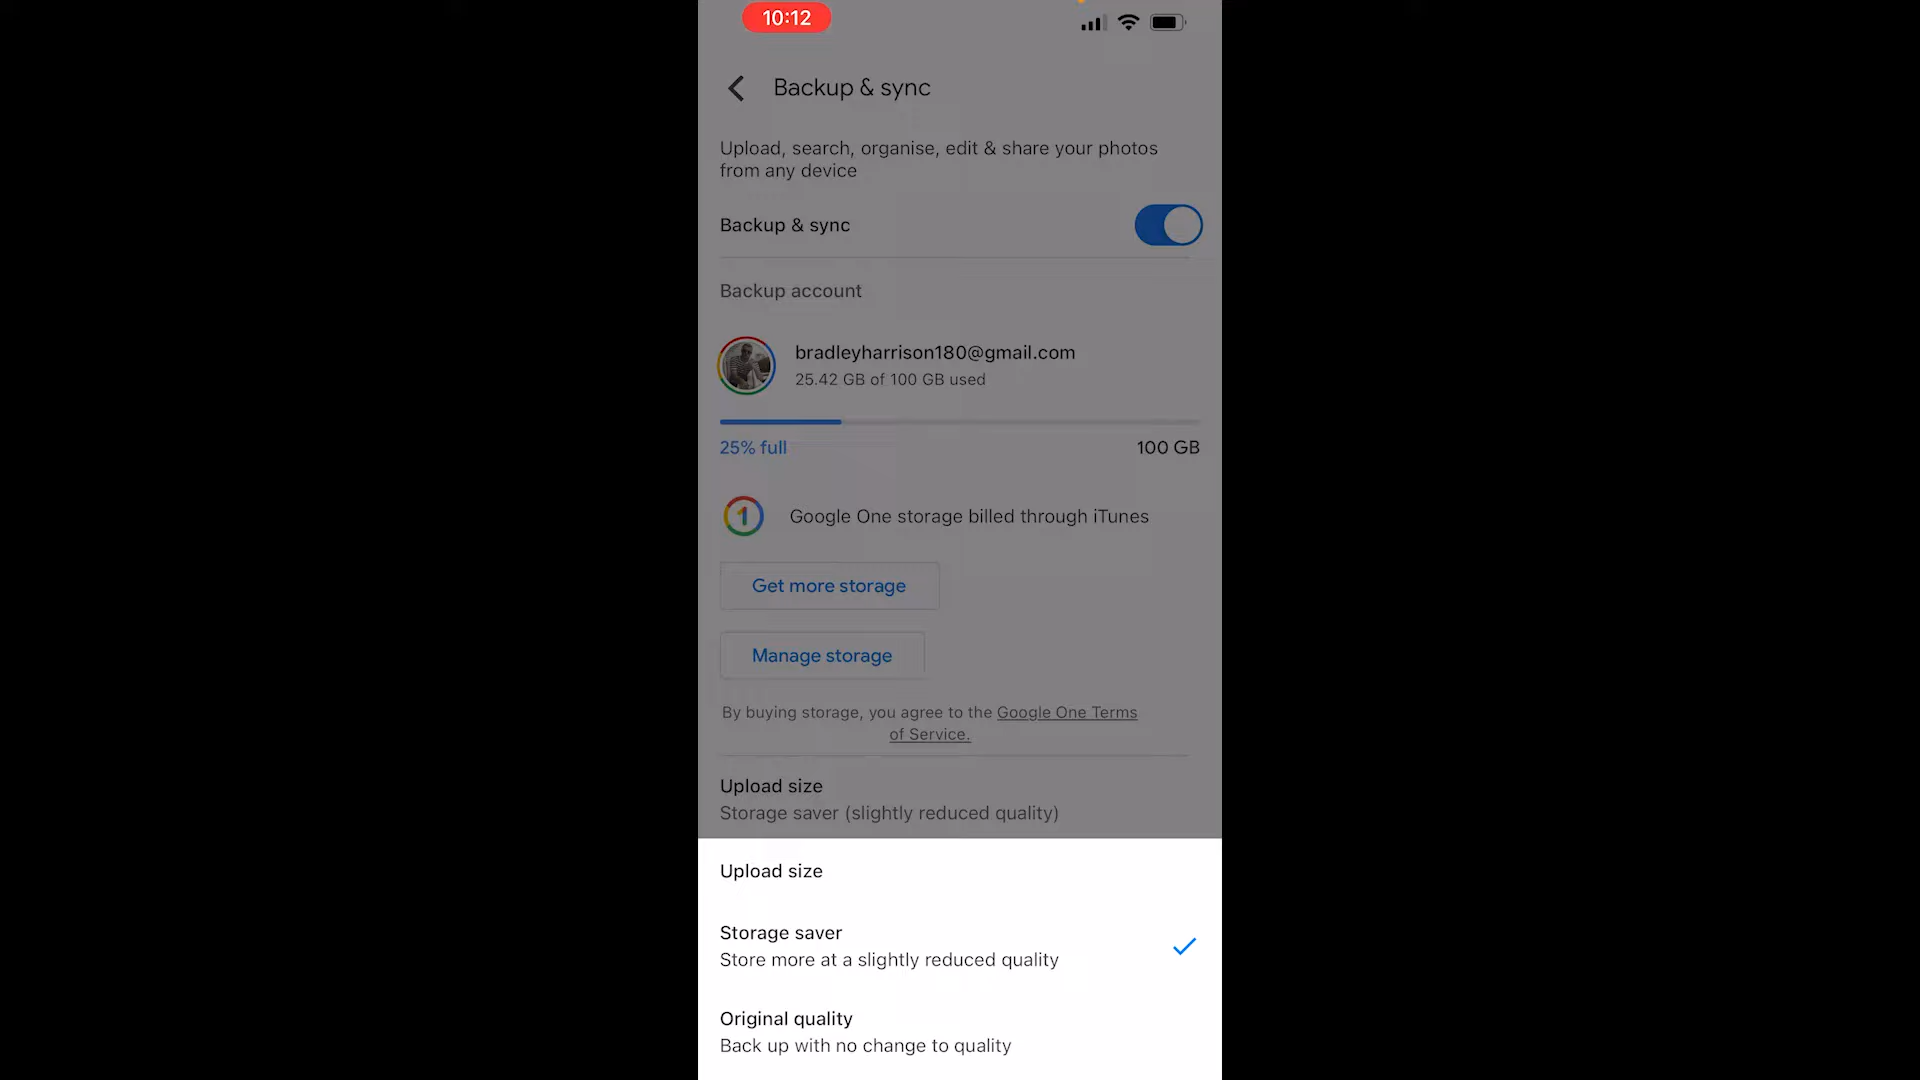 10:12
Backup & sync
Upload, search, organise, edit & share your photos
from any device
Backup & sync
Backup account
bradleyharrison180@gmail.com
25.42 GB of 100 GB used
25% full
100 GB
1
Google One storage billed through iTunes
Get more storage
Manage storage
By buying storage, you agree to the Google One Terms
of Service.
Upload size
Storage saver (slightly reduced quality)
Upload size
Storage saver
Store more at a slightly reduced quality
Original quality
Back up with no change to quality